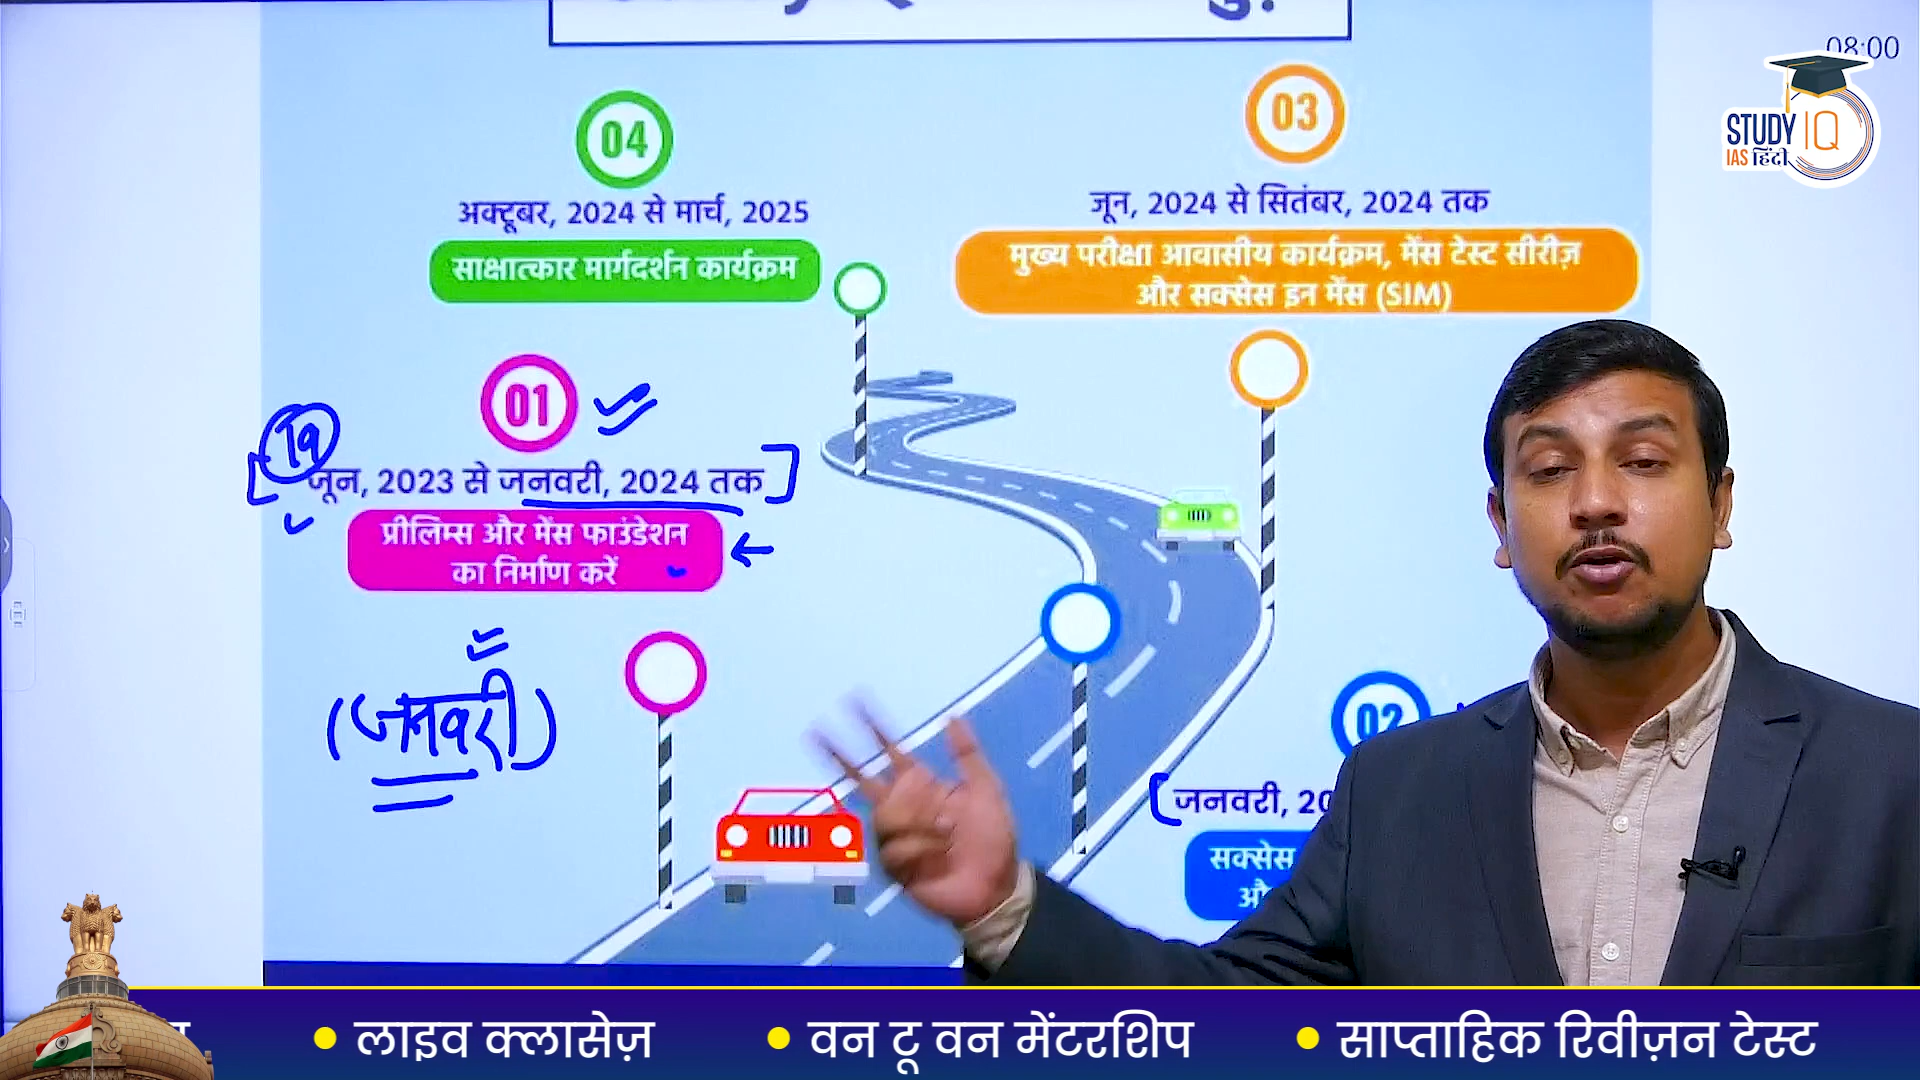 08:00
STUDY IQ
IAS हिंदी
04
अक्टूबर, 2024 से मार्च, 2025
साक्षात्कार मार्गदर्शन कार्यक्रम
03
जून, 2024 से सितंबर, 2024 तक
मुख्य परीक्षा आवासीय कार्यक्रम, मेंस टेस्ट सीरीज़
और सक्सेस इन मेंस (SIM)
01
19
जून, 2023 से जनवरी, 2024 तक
प्रीलिम्स और मेंस फाउंडेशन
का निर्माण करें
(जनवरी)
02
जनवरी, 20
सक्सेस
लाइव क्लासेज़
वन टू वन मेंटरशिप
साप्ताहिक रिवीज़न टेस्ट